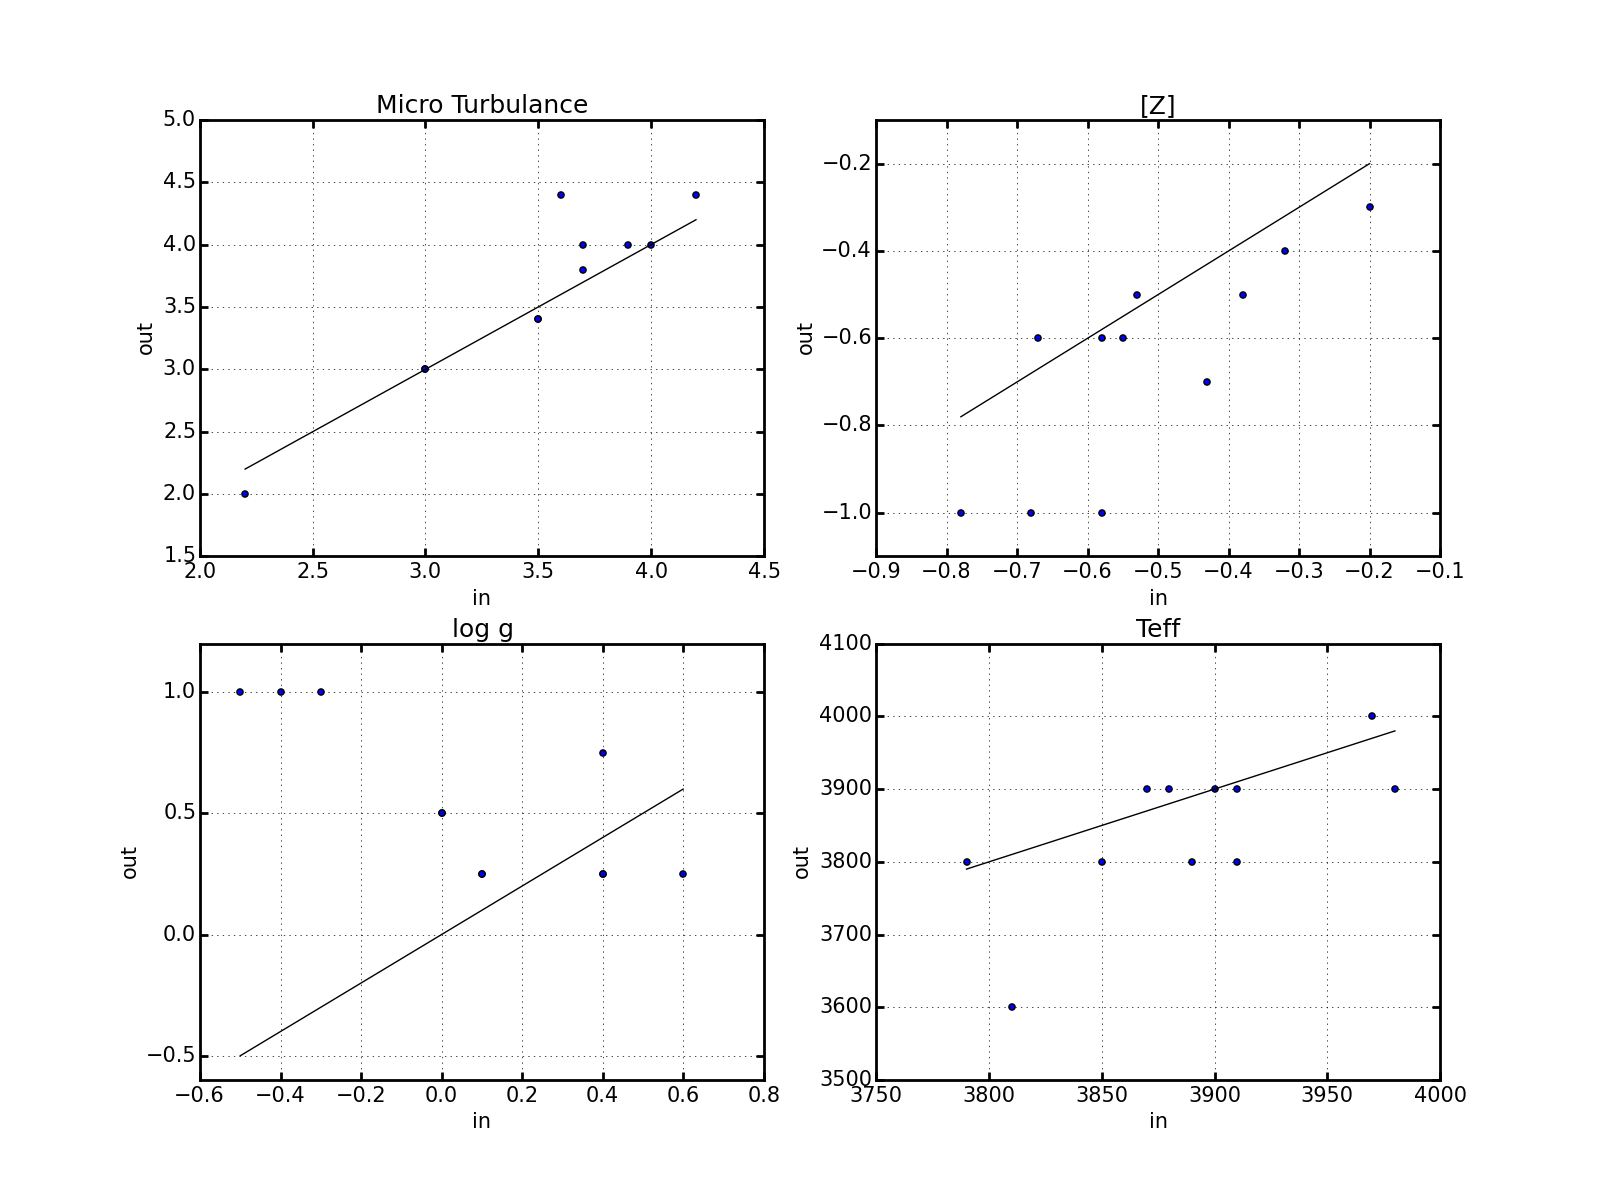 Micro Turbulance
5.0
4.5
4.0
3.5
3.0
2.5
2.0
1.5
out
2.0 2.5 3.0 3.5 4.0 4.5
in
[Z]
−0.2
−0.4
−0.6
−0.8
−1.0
out
−0.9 −0.8 −0.7 −0.6 −0.5 −0.4 −0.3 −0.2 −0.1
in
log g
1.0
0.5
0.0
−0.5
out
−0.6 −0.4 −0.2 0.0 0.2 0.4 0.6 0.8
in
Teff
4100
4000
3900
3800
3700
3600
3500
out
3750 3800 3850 3900 3950 4000
in